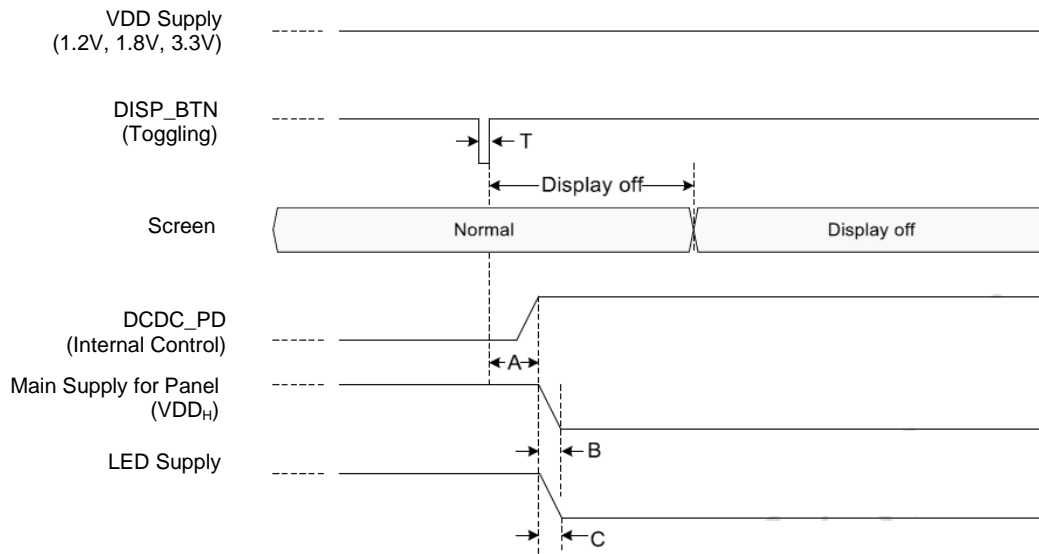 VDD Supply
(1.2V, 1.8V, 3.3V)
DISP_BTN
(Toggling)
T
Display off
Screen
Normal
Display off
DCDC_PD
(Internal Control)
A
Main Supply for Panel
(VDDH)
B
LED Supply
C